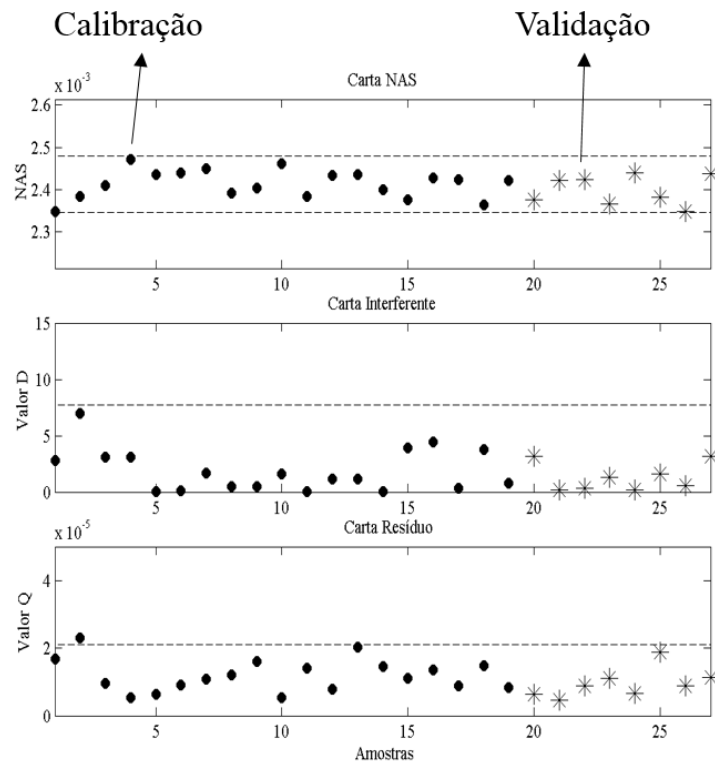 Calibração
Validação
x 10⁻³
Carta NAS
2.6
2.5
2.4
2.3
NAS
5
10
15
20
25
Carta Interferente
15
10
5
0
Valor D
5
10
15
20
25
x 10⁻⁵
Carta Resíduo
4
2
0
Valor Q
5
10
15
20
25
Amostras